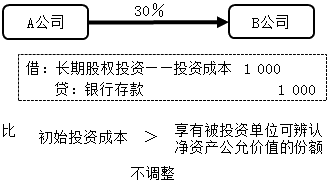 30%
A公司
B公司
借：长期股权投资——投资成本 1 000
贷：银行存款 1 000
比
初始投资成本 > 享有被投资单位可辨认
净资产公允价值的份额
不调整